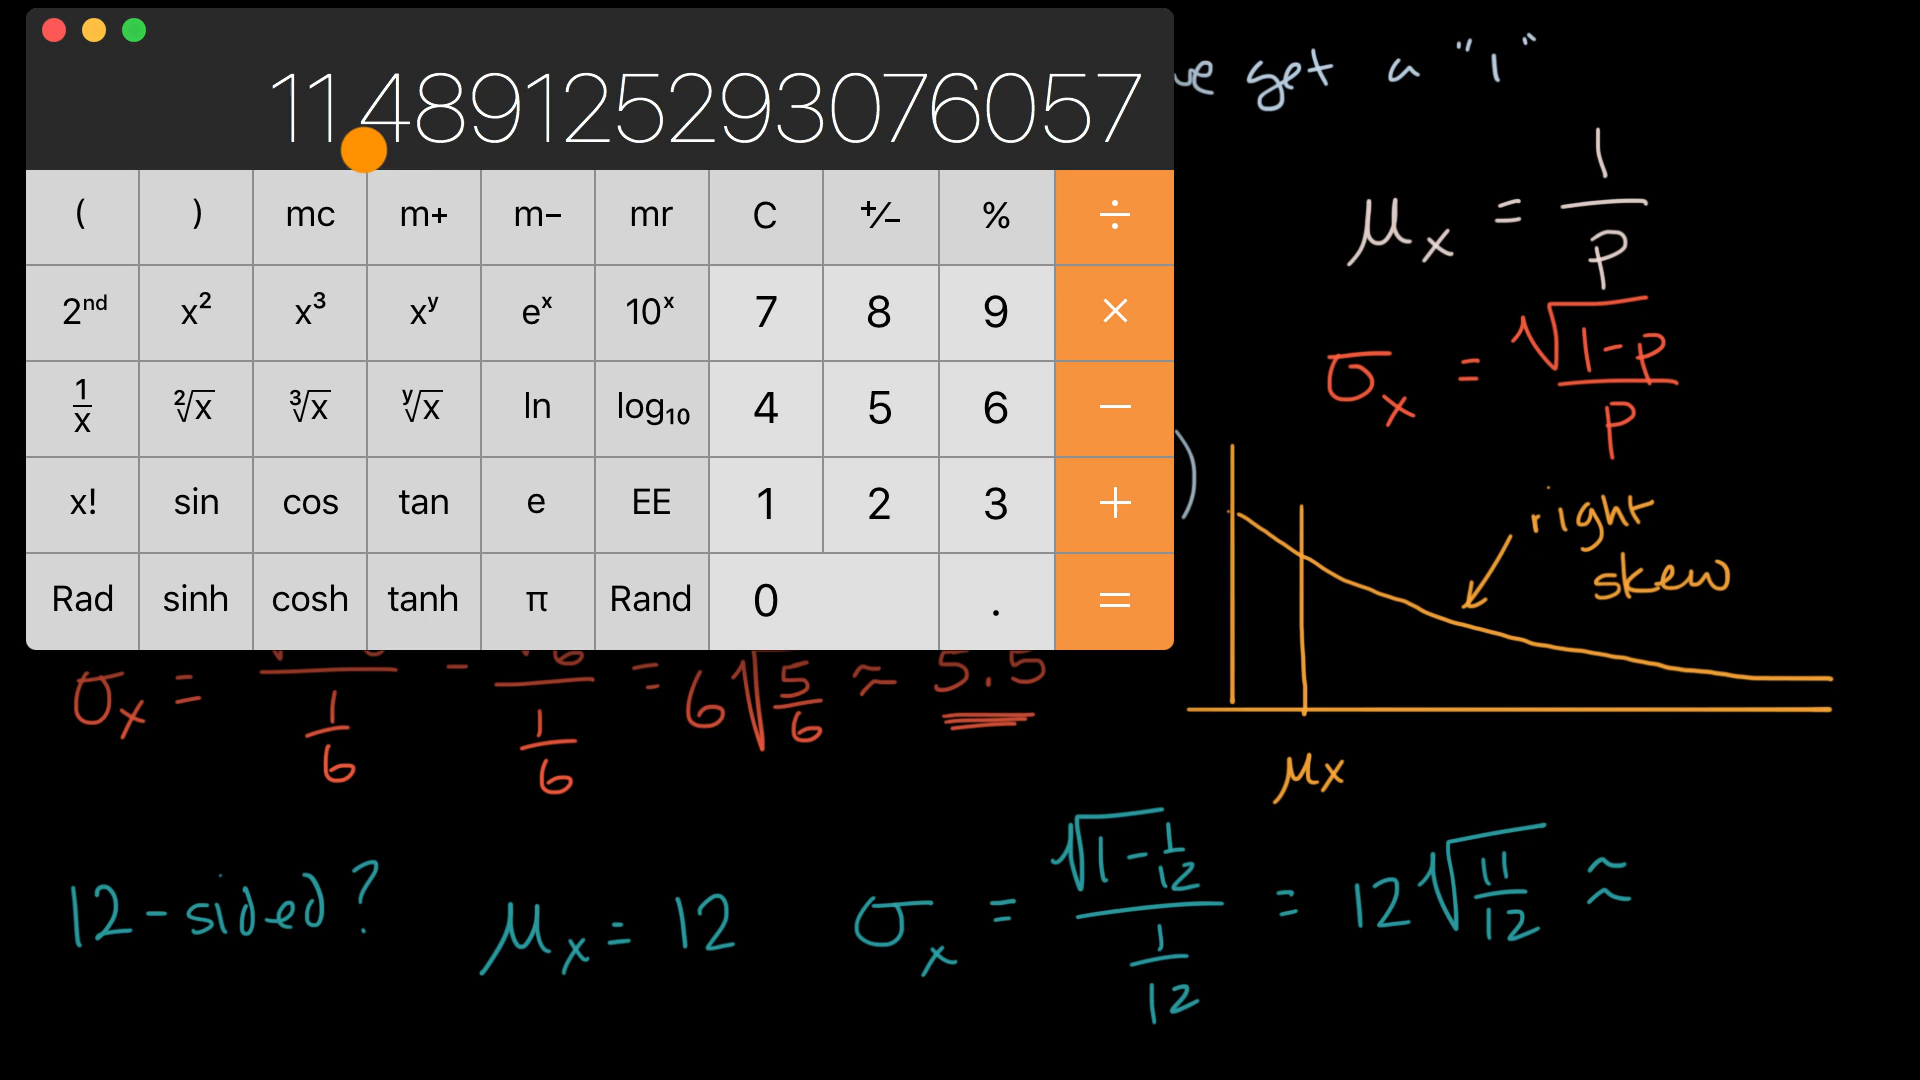 11.489125293076057
( ) mc m+ m− mr C +/− % ÷
2nd x² x³ xʸ eˣ 10ˣ 7 8 9 ×
1/x ²√x ³√x ʸ√x ln log₁₀ 4 5 6 −
x! sin cos tan e EE 1 2 3 +
Rad sinh cosh tanh π Rand 0 . =
get a "1"
μx = 1/p
σx = √(1-p)/p
)
right
skew
μx
σx = 1/6 = 1/6 = 6√(5/6) ≈ 5.5
12-sided? μx = 12 σx = √(1-1/12)/(1/12) = 12√(11/12) ≈